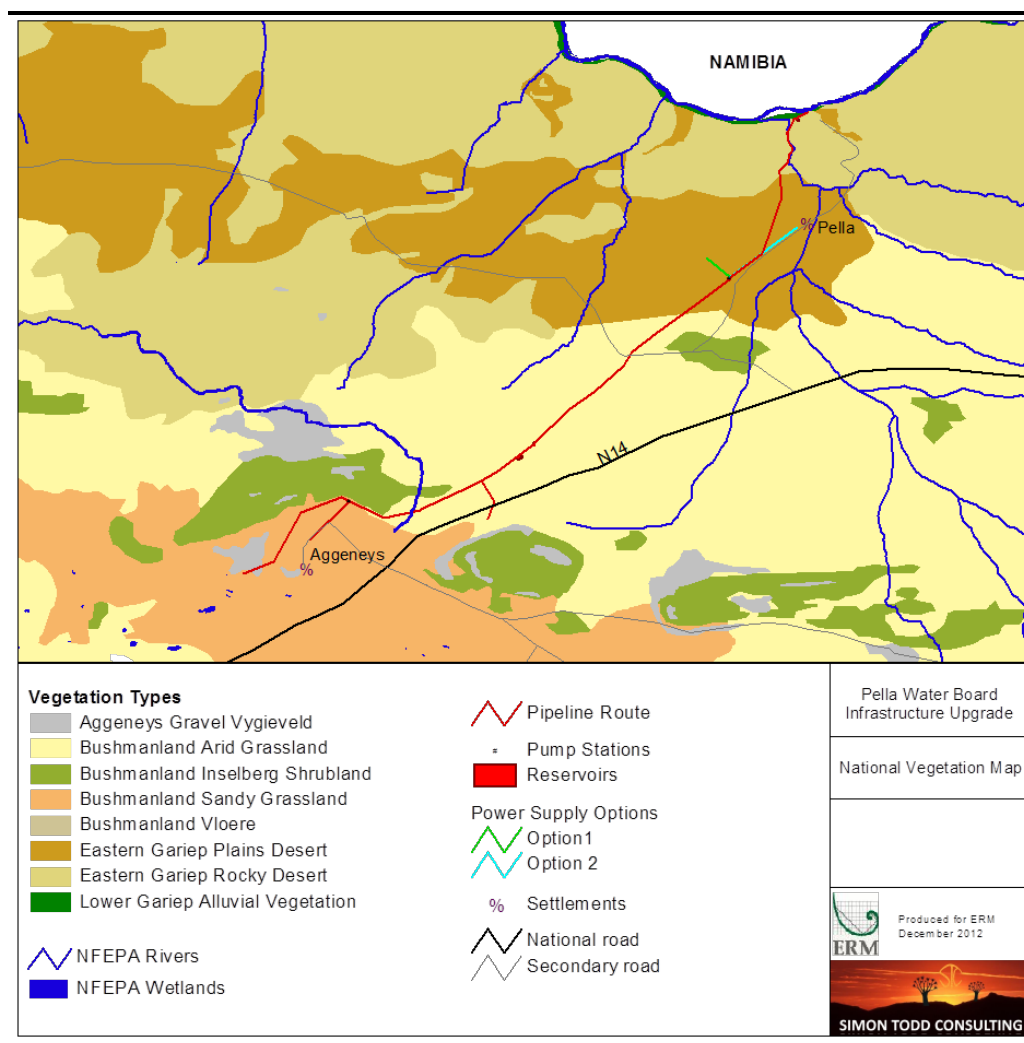 NAMIBIA
% Pella
N14
Aggeneys
%
Vegetation Types
Aggeneys Gravel Vygieveld
Bushmanland Arid Grassland
Bushmanland Inselberg Shrubland
Bushmanland Sandy Grassland
Bushmanland Vloere
Eastern Gariep Plains Desert
Eastern Gariep Rocky Desert
Lower Gariep Alluvial Vegetation
NFEPA Rivers
NFEPA Wetlands
Pipeline Route
Pump Stations
Reservoirs
Power Supply Options
Option1
Option 2
% Settlements
National road
Secondary road
Pella Water Board
Infrastructure Upgrade
National Vegetation Map
ERM
Produced for ERM
December 2012
SIMON TODD CONSULTING